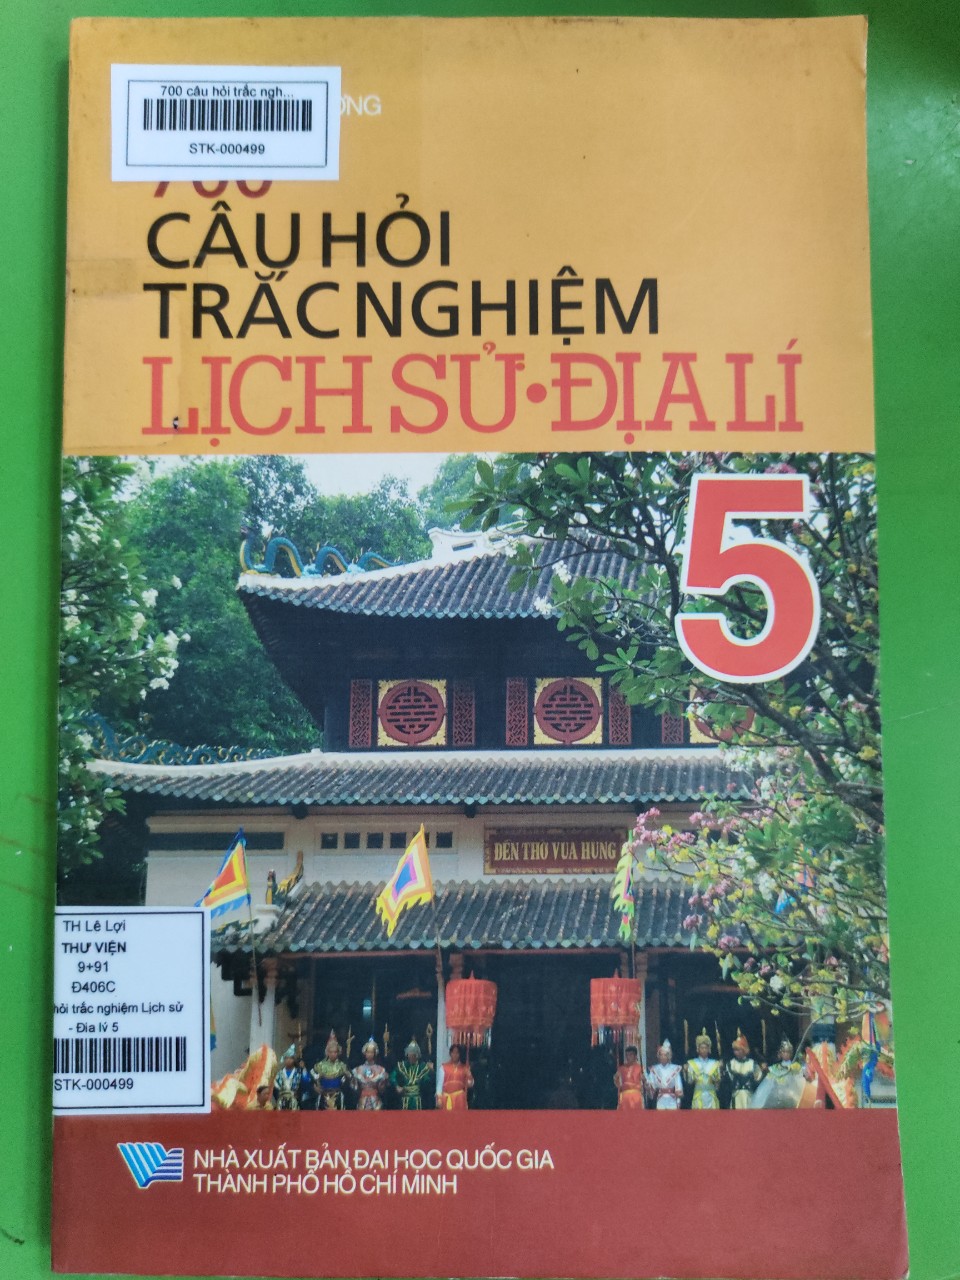 700 câu hỏi trắc ngh...
STK-000499
700
CÂU HỎI
TRẮC NGHIỆM
LỊCH SỬ • ĐỊA LÍ
5
ĐỀN THỜ VUA HÙNG
TH Lê Lợi
THƯ VIỆN
9+91
Đ406C
hỏi trắc nghiệm Lịch sử
- Địa lý 5
STK-000499
NHÀ XUẤT BẢN ĐẠI HỌC QUỐC GIA
THÀNH PHỐ HỒ CHÍ MINH